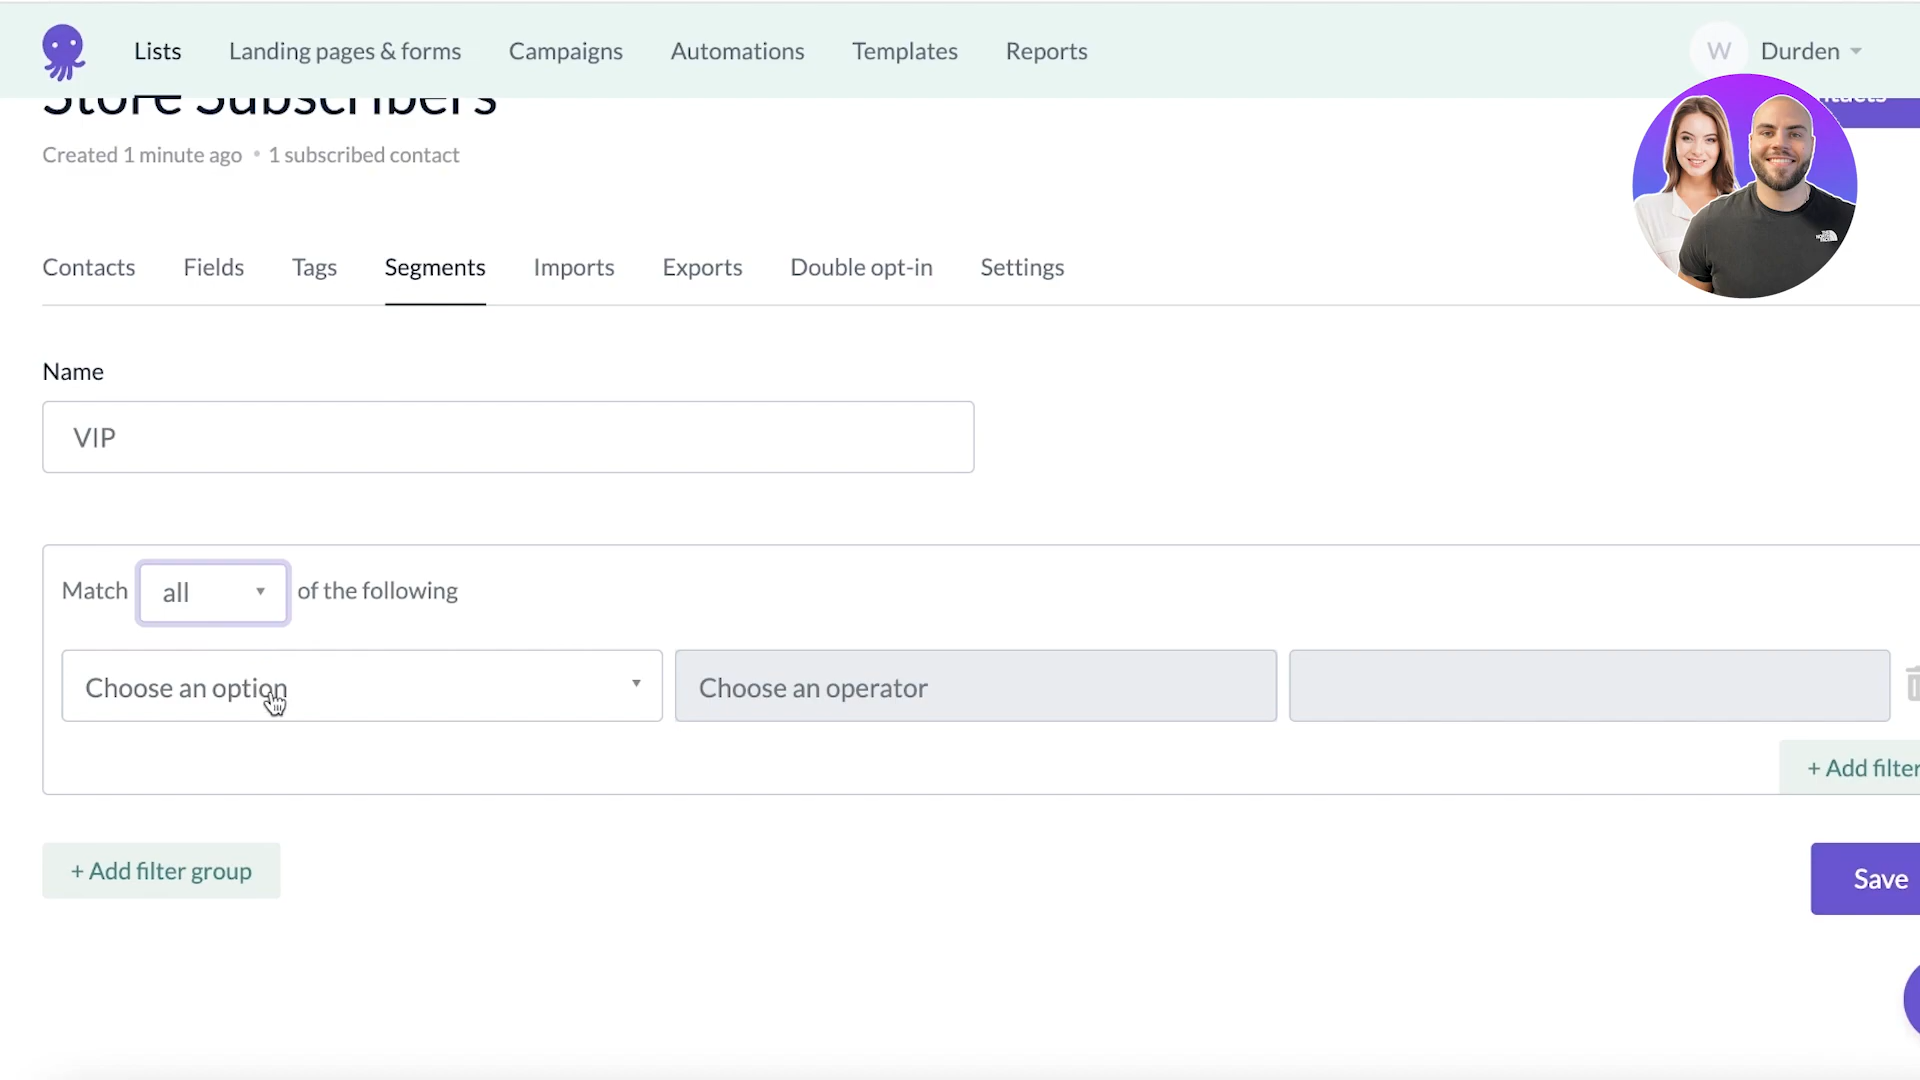 Lists Landing pages & forms Campaigns Automations Templates Reports W Durden
Store Subscribers
Created 1 minute ago • 1 subscribed contact
Contacts Fields Tags Segments Imports Exports Double opt-in Settings
Name
VIP
Match all of the following
Choose an option Choose an operator
+ Add filter
+ Add filter group
Save